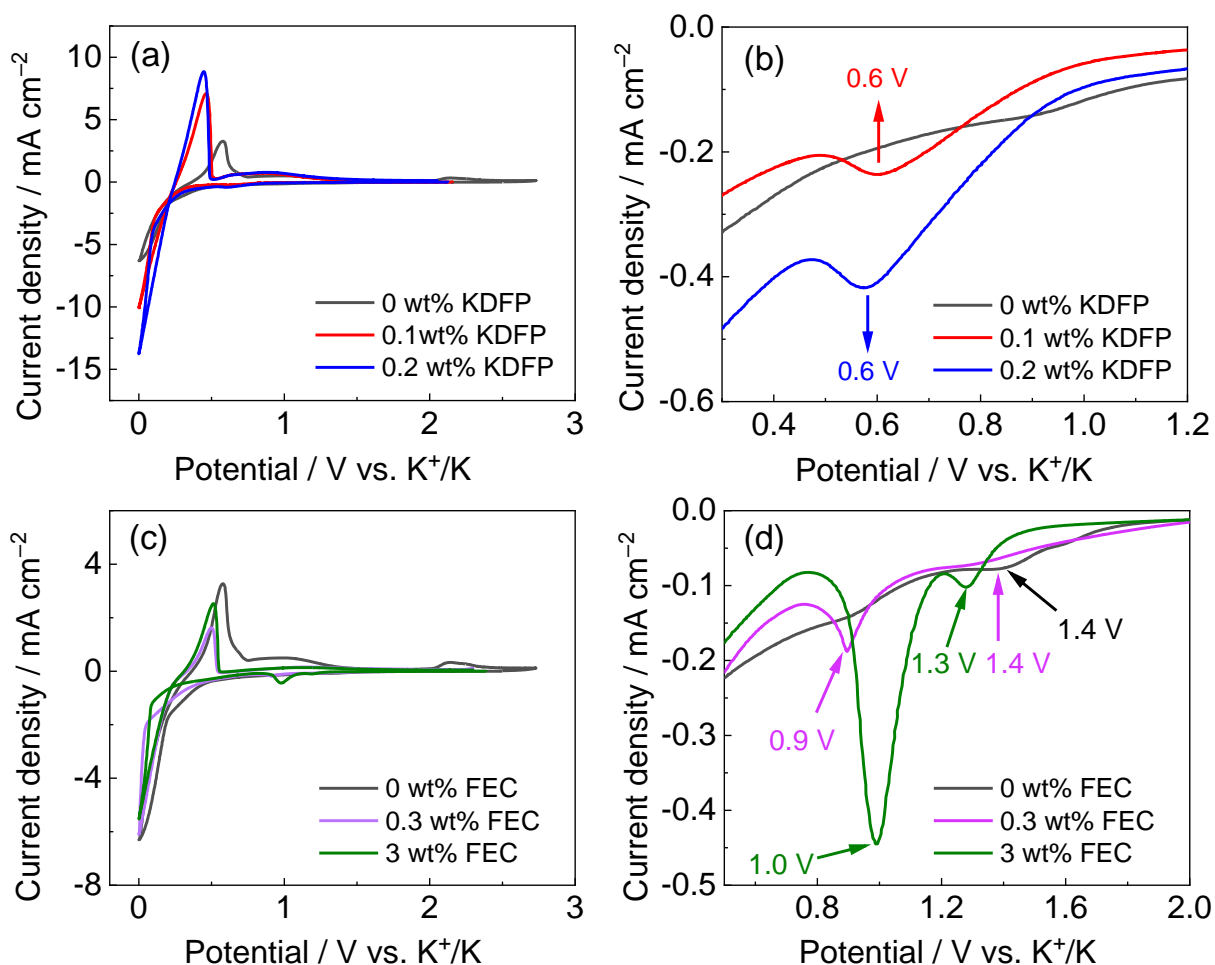 (a)
10
5
0
-5
-10
-15
Current density / mA cm⁻²
0 wt% KDFP
0.1wt% KDFP
0.2 wt% KDFP
0 1 2 3
Potential / V vs. K⁺/K
(b)
0.0
-0.2
-0.4
-0.6
Current density / mA cm⁻²
0.6 V
0.6 V
0 wt% KDFP
0.1 wt% KDFP
0.2 wt% KDFP
0.4 0.6 0.8 1.0 1.2
Potential / V vs. K⁺/K
(c)
4
0
-4
-8
Current density / mA cm⁻²
0 wt% FEC
0.3 wt% FEC
3 wt% FEC
0 1 2 3
Potential / V vs. K⁺/K
(d)
0.0
-0.1
-0.2
-0.3
-0.4
-0.5
Current density / mA cm⁻²
1.4 V
1.3 V
1.4 V
0.9 V
1.0 V
0 wt% FEC
0.3 wt% FEC
3 wt% FEC
0.8 1.2 1.6 2.0
Potential / V vs. K⁺/K